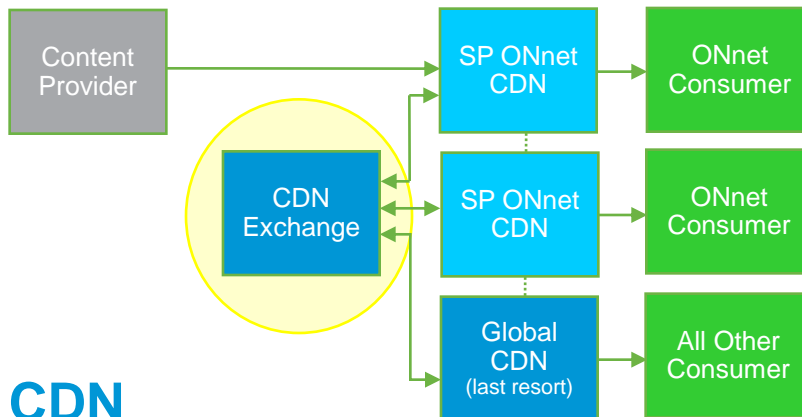 Content
Provider
SP ONnet
CDN
ONnet
Consumer
CDN
Exchange
SP ONnet
CDN
ONnet
Consumer
Global
CDN
(last resort)
All Other
Consumer
CDN